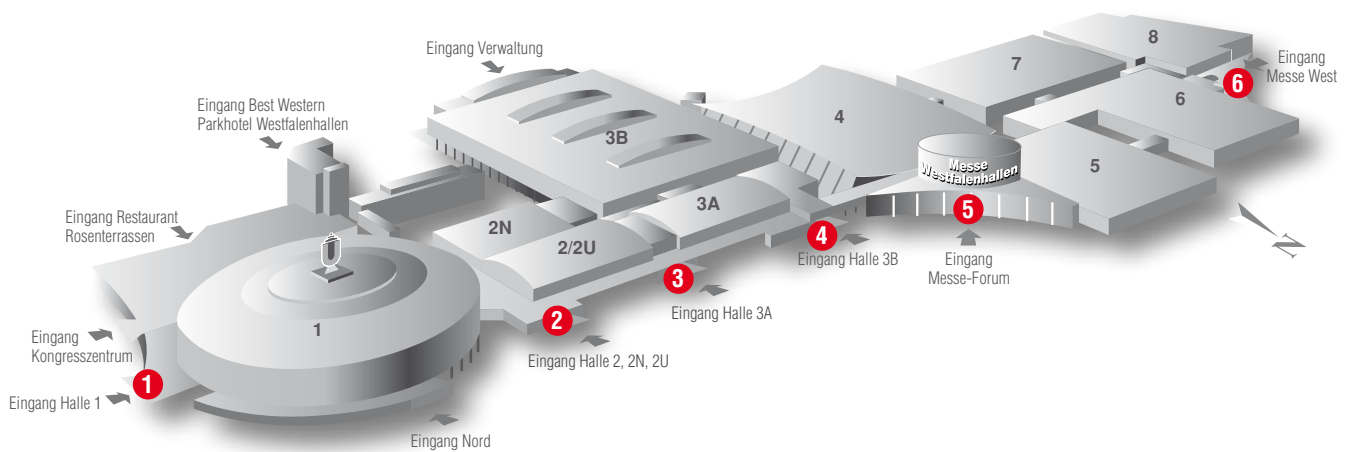 Eingang Verwaltung
Eingang Best Western
Parkhotel Westfalenhallen
Eingang Restaurant
Rosenterrassen
Eingang
Kongresszentrum
Eingang Halle 1
1
1
Eingang Nord
2N
2/2U
2
Eingang Halle 2, 2N, 2U
3B
3A
3
Eingang Halle 3A
4
4
Eingang Halle 3B
Messe
Westfalenhallen
5
Eingang
Messe-Forum
5
6
7
8
6
Eingang
Messe West
N